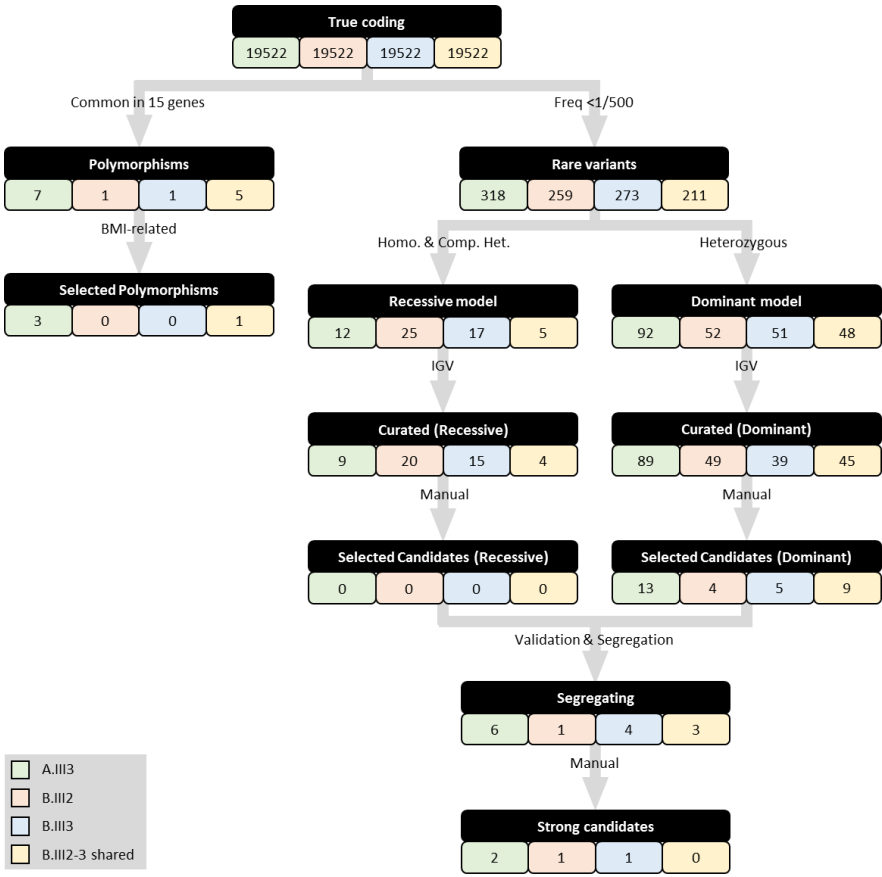 True coding
19522 19522 19522 19522
Common in 15 genes
Freq <1/500
Polymorphisms
7 1 1 5
Rare variants
318 259 273 211
BMI-related
Homo. & Comp. Het.
Heterozygous
Selected Polymorphisms
3 0 0 1
Recessive model
12 25 17 5
Dominant model
92 52 51 48
IGV
IGV
Curated (Recessive)
9 20 15 4
Curated (Dominant)
89 49 39 45
Manual
Manual
Selected Candidates (Recessive)
0 0 0 0
Selected Candidates (Dominant)
13 4 5 9
Validation & Segregation
Segregating
6 1 4 3
Manual
Strong candidates
2 1 1 0
A.III3
B.III2
B.III3
B.III2-3 shared